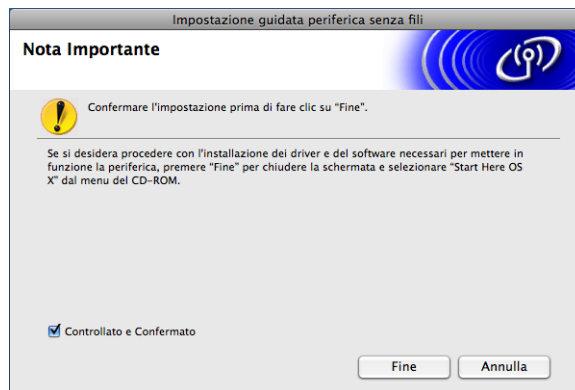 Impostazione guidata periferica senza fili
Nota Importante
Confermare l'impostazione prima di fare clic su "Fine".
Se si desidera procedere con l'installazione dei driver e del software necessari per mettere in
funzione la periferica, premere "Fine" per chiudere la schermata e selezionare "Start Here OS
X" dal menu del CD-ROM.
Controllato e Confermato
Fine
Annulla